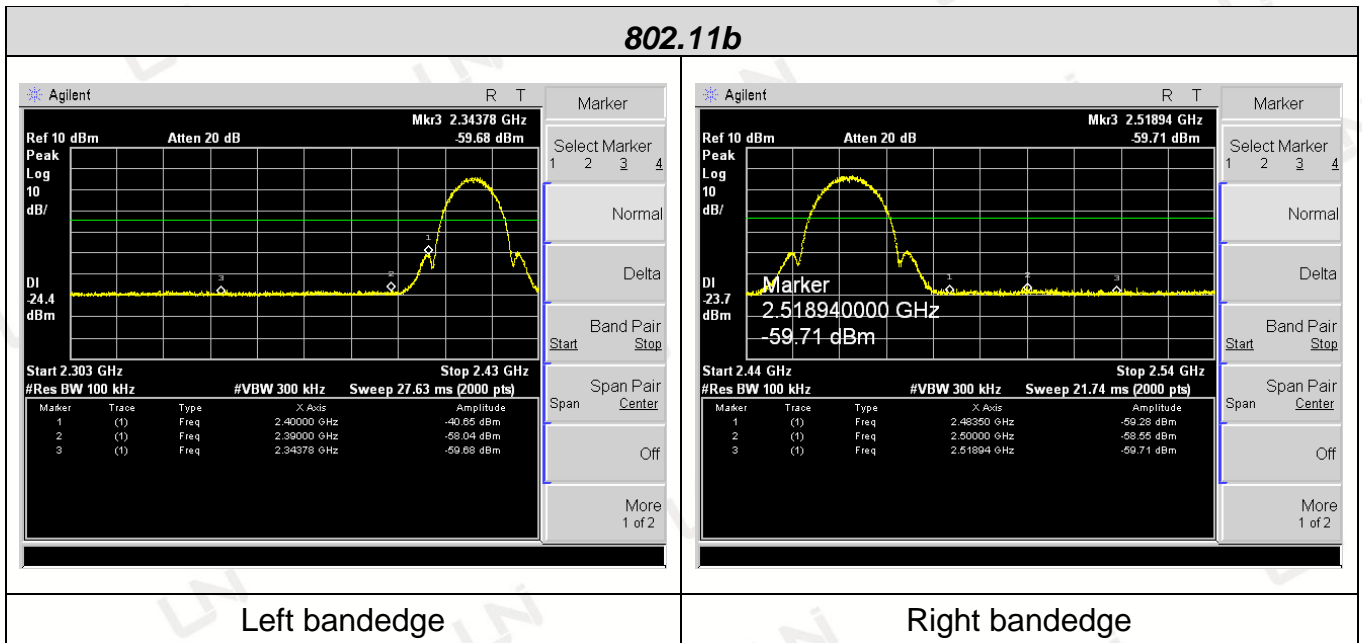 802.11b
Agilent R T
Mkr3 2.34378 GHz
Ref 10 dBm Atten 20 dB -59.68 dBm
Peak
Log
10
dB/
1
2
3
DI
-24.4
dBm
Start 2.303 GHz Stop 2.43 GHz
#Res BW 100 kHz #VBW 300 kHz Sweep 27.63 ms (2000 pts)
Marker Trace Type X Axis Amplitude
1 (1) Freq 2.40000 GHz -40.65 dBm
2 (1) Freq 2.39000 GHz -58.04 dBm
3 (1) Freq 2.34378 GHz -59.68 dBm
Marker
Select Marker
1 2 3 4
Normal
Delta
Band Pair
Start Stop
Span Pair
Span Center
Off
More
1 of 2
Agilent R T
Mkr3 2.51894 GHz
Ref 10 dBm Atten 20 dB -59.71 dBm
Peak
Log
10
dB/
1
2
3
DI
-23.7
dBm
Marker
2.518940000 GHz
-59.71 dBm
Start 2.44 GHz Stop 2.54 GHz
#Res BW 100 kHz #VBW 300 kHz Sweep 21.74 ms (2000 pts)
Marker Trace Type X Axis Amplitude
1 (1) Freq 2.48350 GHz -59.28 dBm
2 (1) Freq 2.50000 GHz -58.55 dBm
3 (1) Freq 2.51894 GHz -59.71 dBm
Marker
Select Marker
1 2 3 4
Normal
Delta
Band Pair
Start Stop
Span Pair
Span Center
Off
More
1 of 2
Left bandedge
Right bandedge